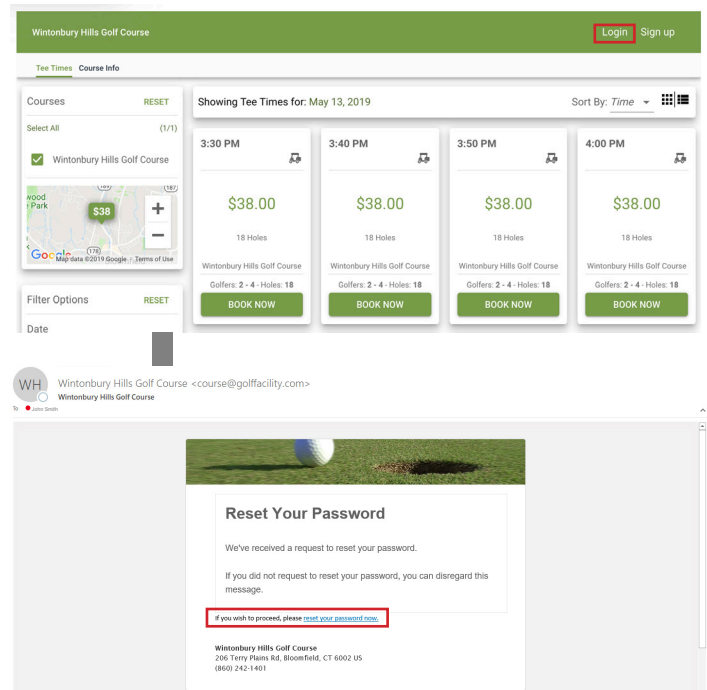 Wintonbury Hills Golf Course
Login Sign up
Tee Times Course Info
Courses RESET
Select All (1/1)
Wintonbury Hills Golf Course
wood
Park
$38
187
178
+
−
Google
Map data ©2019 Google Terms of Use
Filter Options RESET
Date
Showing Tee Times for: May 13, 2019
Sort By: Time
3:30 PM
$38.00
18 Holes
Wintonbury Hills Golf Course
Golfers: 2 - 4 - Holes: 18
BOOK NOW
3:40 PM
$38.00
18 Holes
Wintonbury Hills Golf Course
Golfers: 2 - 4 - Holes: 18
BOOK NOW
3:50 PM
$38.00
18 Holes
Wintonbury Hills Golf Course
Golfers: 2 - 4 - Holes: 18
BOOK NOW
4:00 PM
$38.00
18 Holes
Wintonbury Hills Golf Course
Golfers: 2 - 4 - Holes: 18
BOOK NOW
WH
Wintonbury Hills Golf Course <course@golffacility.com>
Wintonbury Hills Golf Course
To John Smith
Reset Your Password
We've received a request to reset your password.
If you did not request to reset your password, you can disregard this
message.
If you wish to proceed, please reset your password now.
Wintonbury Hills Golf Course
206 Terry Plains Rd, Bloomfield, CT 6002 US
(860) 242-1401